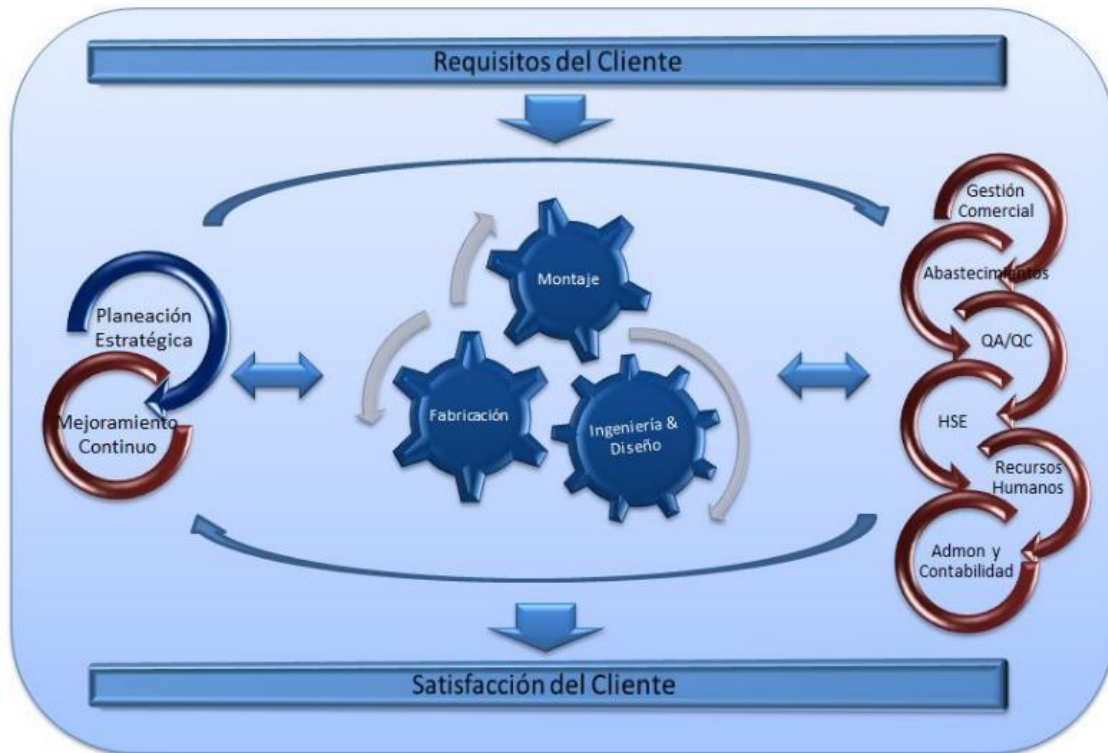 Requisitos del Cliente
Gestión
Comercial
Abastecimientos
QA/QC
HSE
Recursos
Humanos
Admon y
Contabilidad
Montaje
Fabricación
Ingeniería &
Diseño
Planeación
Estratégica
Mejoramiento
Continuo
Satisfacción del Cliente